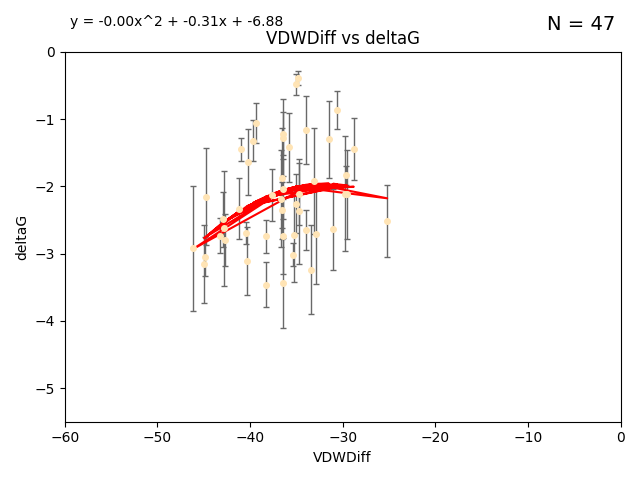 y = -0.00x^2 + -0.31x + -6.88
N = 47
VDWDiff vs deltaG
0
−1
−2
−3
−4
−5
deltaG
−60 −50 −40 −30 −20 −10 0
VDWDiff